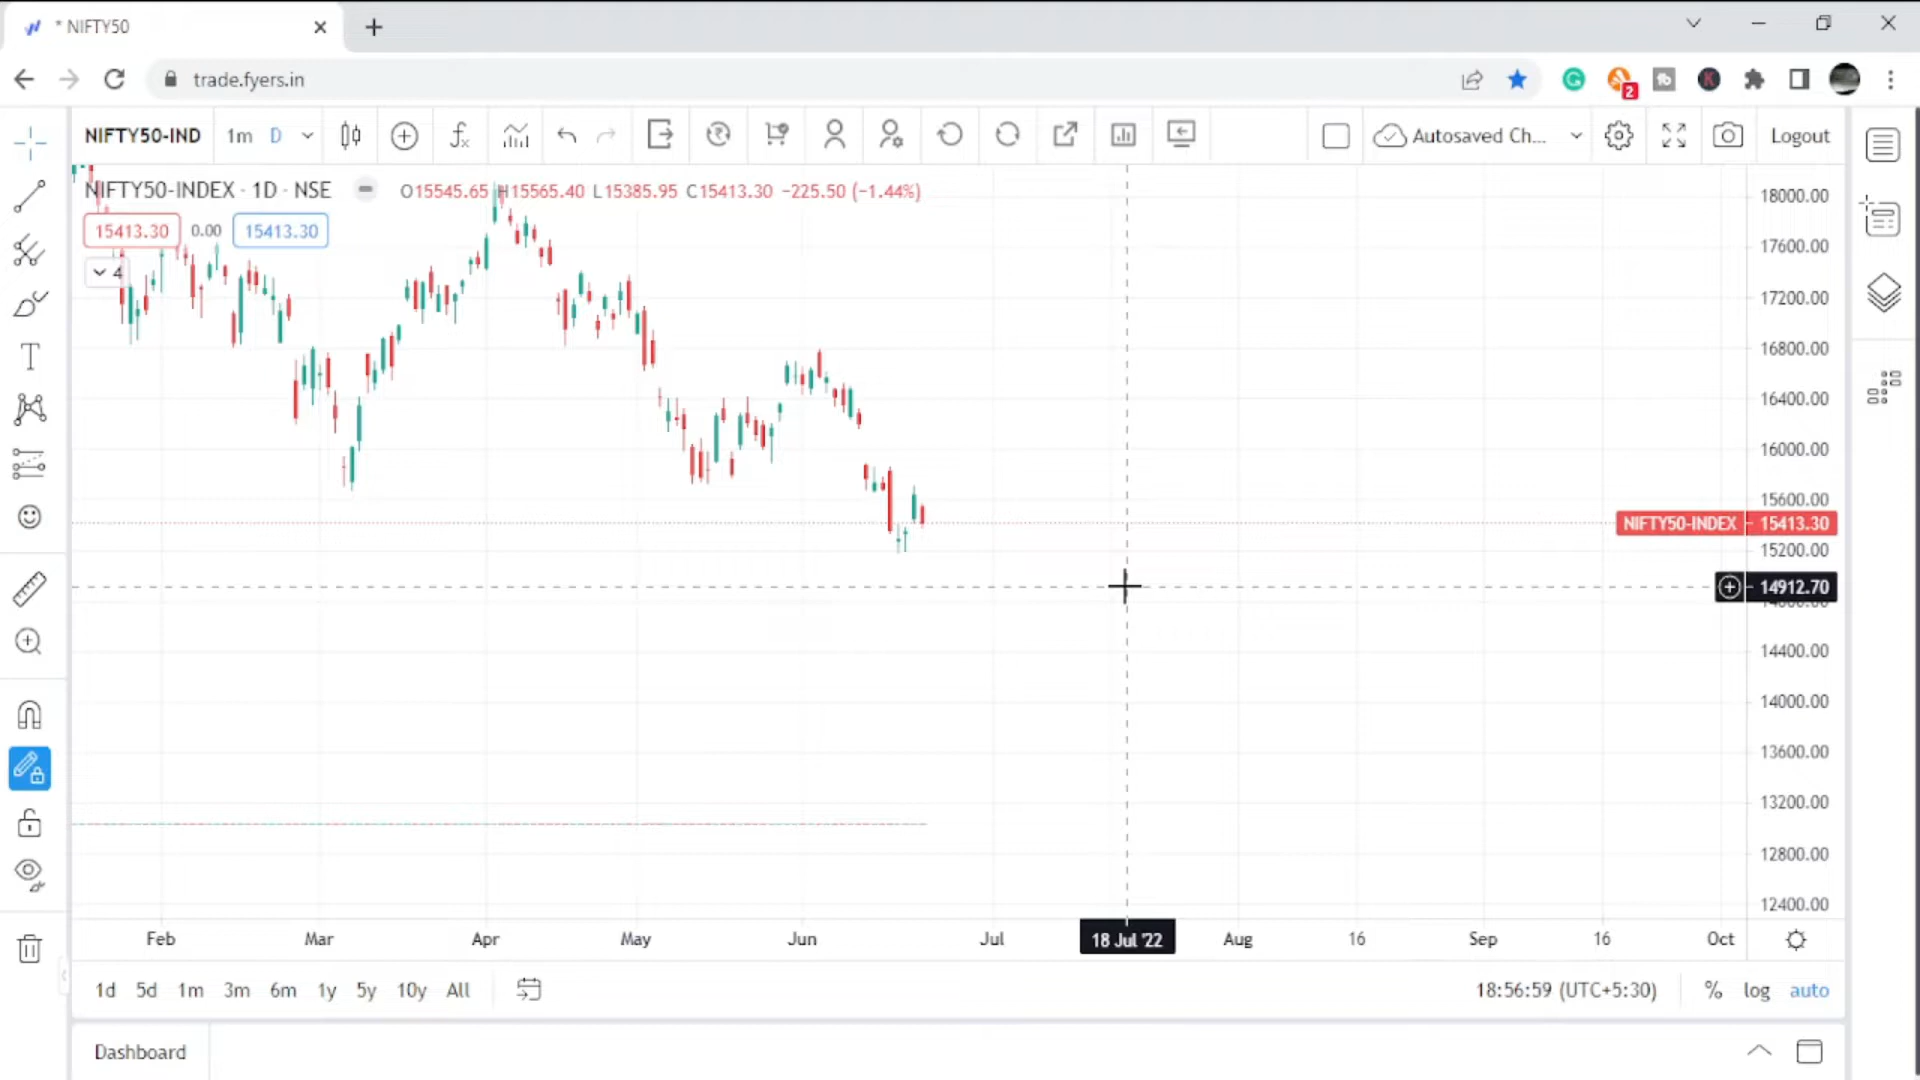 * NIFTY50
trade.fyers.in
2
NIFTY50-IND 1m D Autosaved Ch... Logout
NIFTY50-INDEX · 1D · NSE O15545.65 H15565.40 L15385.95 C15413.30 −225.50 (−1.44%)
15413.30 0.00 15413.30
4
18000.00
17600.00
17200.00
16800.00
16400.00
16000.00
15600.00
NIFTY50-INDEX 15413.30
15200.00
14912.70
14400.00
14000.00
13600.00
13200.00
12800.00
12400.00
Feb Mar Apr May Jun Jul 18 Jul '22 Aug 16 Sep 16 Oct
1d 5d 1m 3m 6m 1y 5y 10y All 18:56:59 (UTC+5:30) % log auto
Dashboard